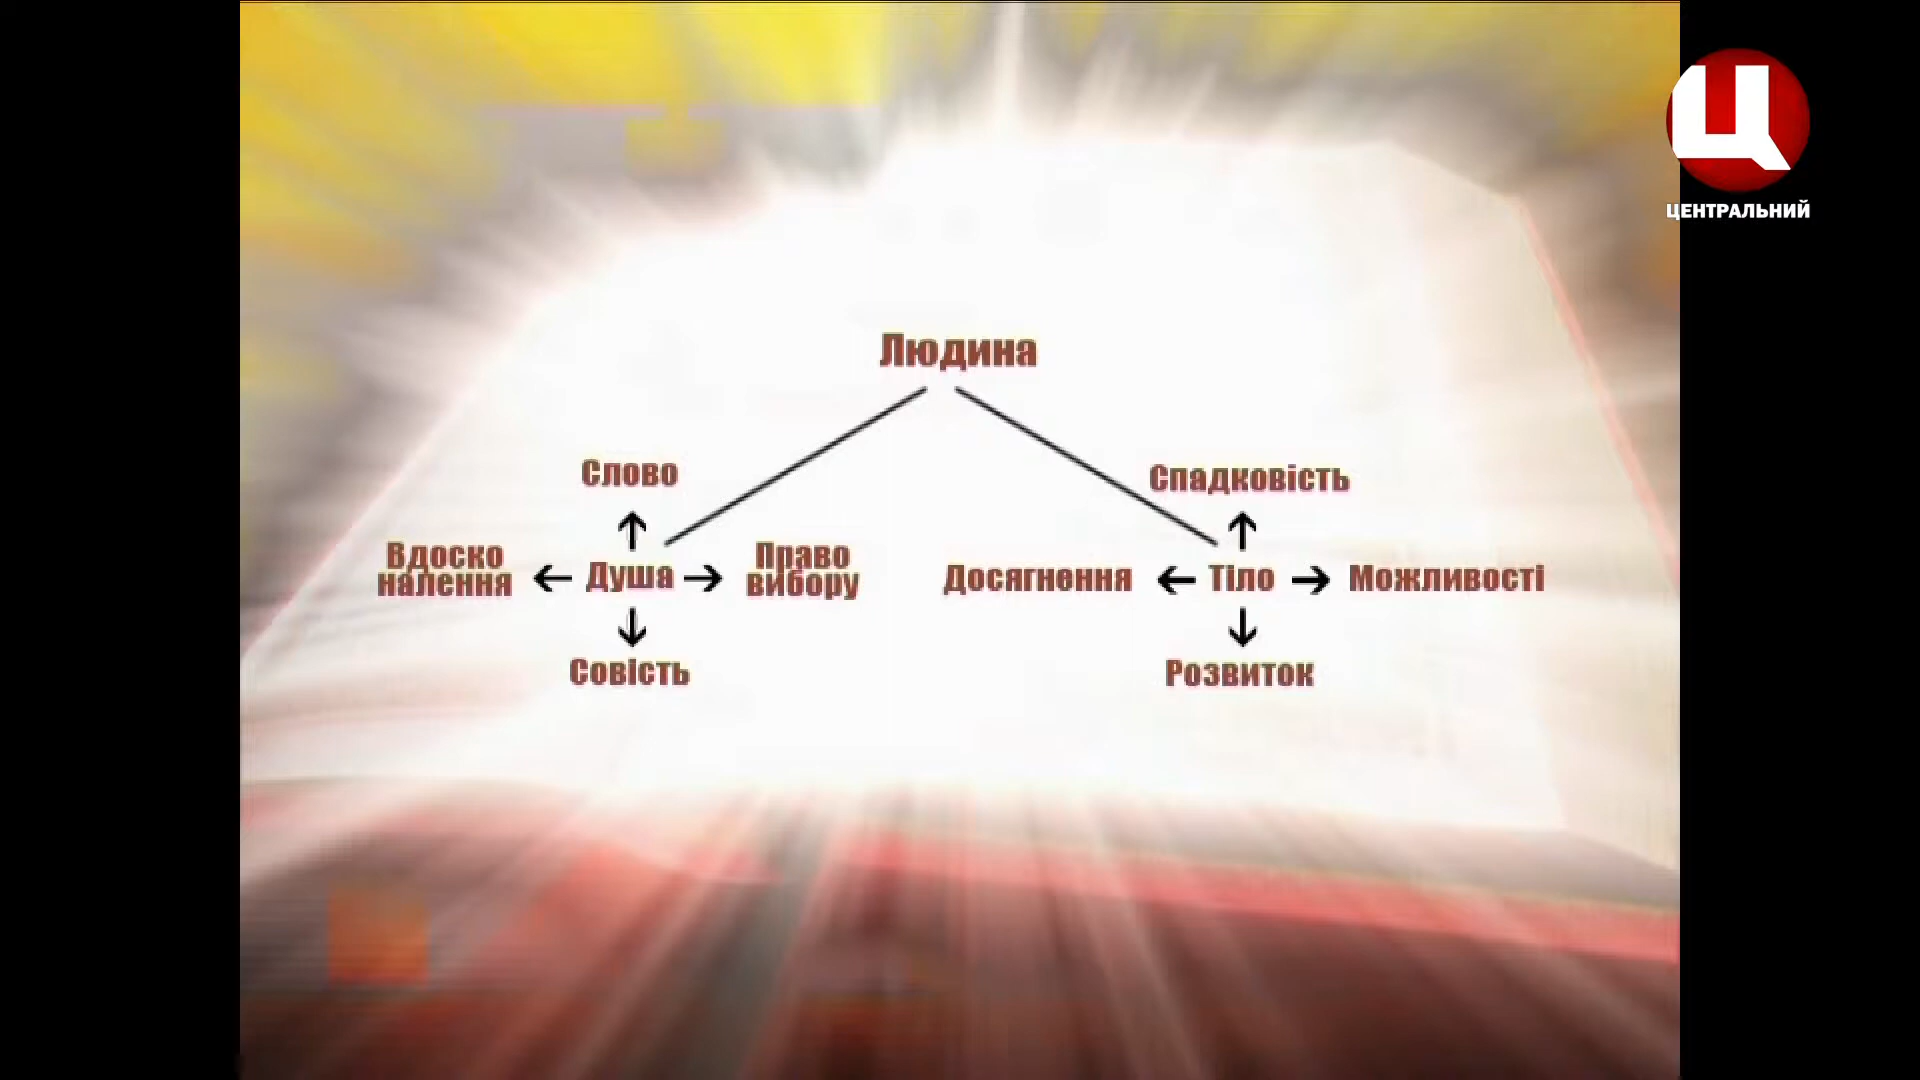 Ц
ЦЕНТРАЛЬНИЙ
Людина
Слово
Вдоско
налення
Душа
Право
вибору
Совість
Спадковість
Досягнення
Тіло
Можливості
Розвиток